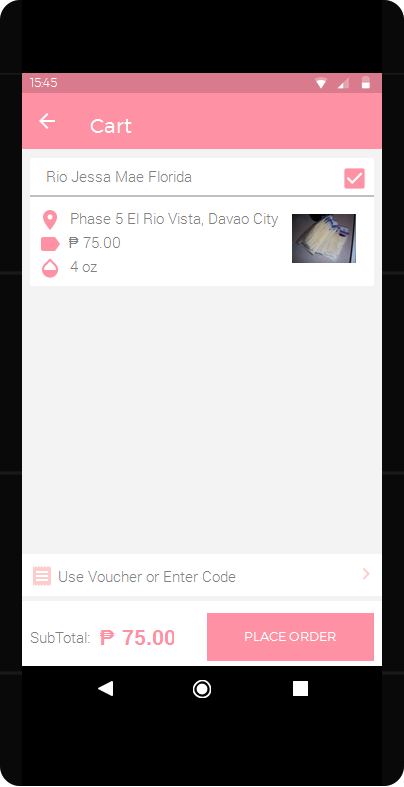 15:45
Cart
Rio Jessa Mae Florida
Phase 5 El Rio Vista, Davao City
₱ 75.00
4 oz
Use Voucher or Enter Code
SubTotal: ₱ 75.00
PLACE ORDER